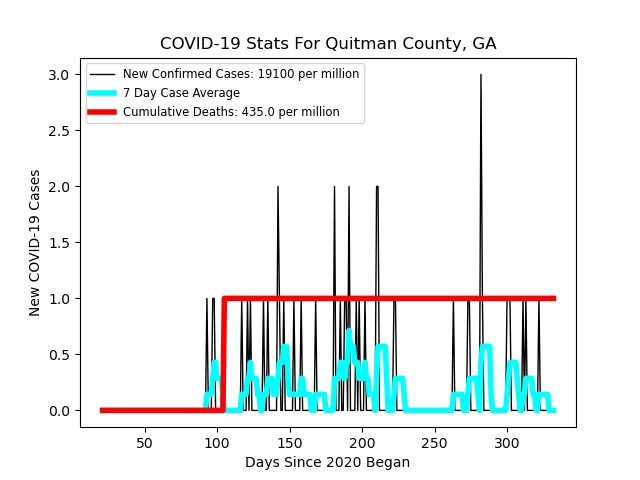 COVID-19 Stats For Quitman County, GA
New Confirmed Cases: 19100 per million
7 Day Case Average
Cumulative Deaths: 435.0 per million
New COVID-19 Cases
3.0
2.5
2.0
1.5
1.0
0.5
0.0
50 100 150 200 250 300
Days Since 2020 Began